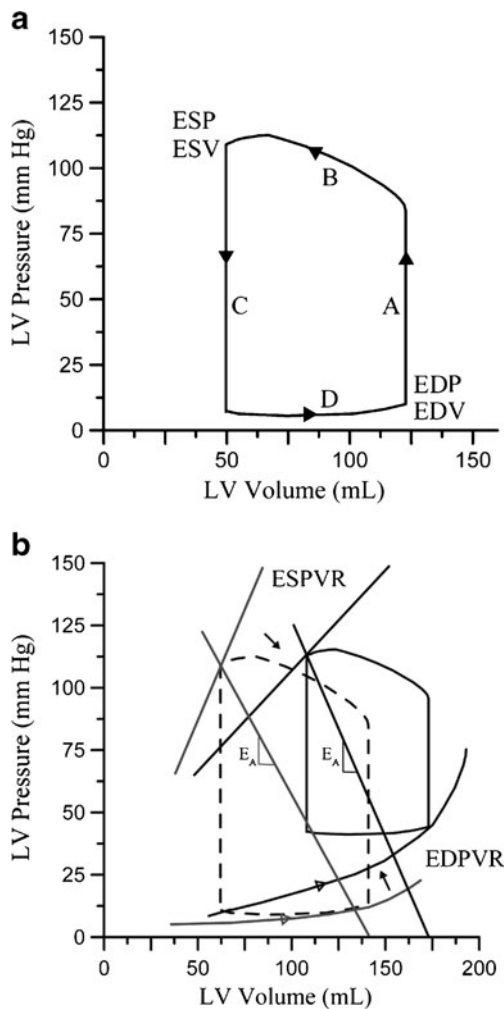 a
150
125
100
75
50
25
0
LV Pressure (mm Hg)
ESP
ESV
B
C
A
D
EDP
EDV
0 50 100 150
LV Volume (mL)
b
150
125
100
75
50
25
0
LV Pressure (mm Hg)
ESPVR
E_A E_A
EDPVR
0 50 100 150 200
LV Volume (mL)